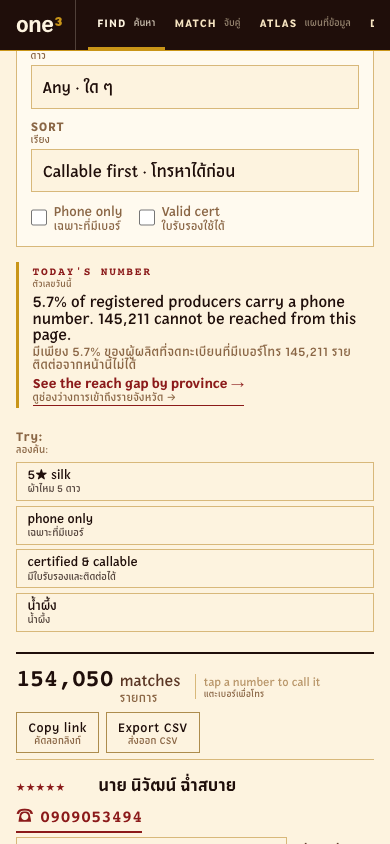 one³
FIND ค้นหา MATCH จับคู่ ATLAS แผนที่ข้อมูล
ดาว
Any · ใด ๆ
SORT
เรียง
Callable first · โทรหาได้ก่อน
Phone only Valid cert
เฉพาะที่มีเบอร์ ใบรับรองใช้ได้
TODAY'S NUMBER
ตัวเลขวันนี้
5.7% of registered producers carry a phone
number. 145,211 cannot be reached from this
page.
มีเพียง 5.7% ของผู้ผลิตที่จดทะเบียนที่มีเบอร์โทร 145,211 ราย
ติดต่อจากหน้านี้ไม่ได้
See the reach gap by province →
ดูช่องว่างการเข้าถึงรายจังหวัด →
Try:
ลองค้น:
5★ silk
ผ้าไหม 5 ดาว
phone only
เฉพาะที่มีเบอร์
certified & callable
มีใบรับรองและติดต่อได้
น้ำผึ้ง
น้ำผึ้ง
154,050 matches tap a number to call it
รายการ แตะเบอร์เพื่อโทร
Copy link Export CSV
คัดลอกลิงก์ ส่งออก CSV
★★★★★ นาย นิวัฒน์ ฉ่ำสบาย
☎ 0909053494